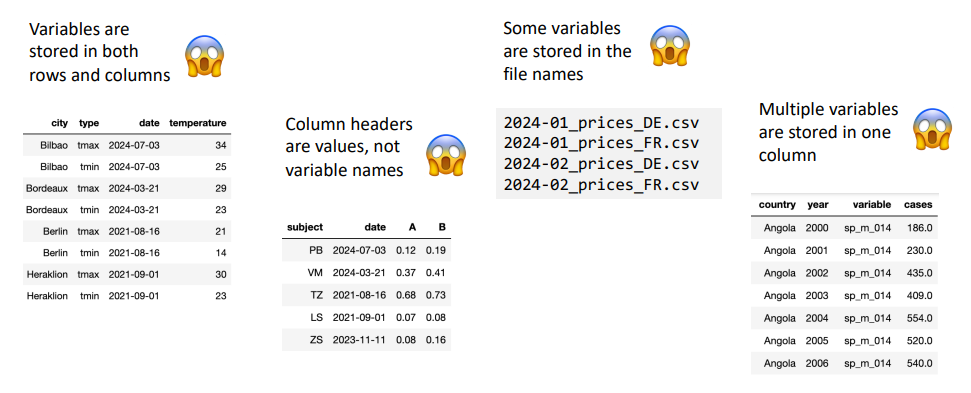 Variables are
stored in both
rows and columns
city type date temperature
Bilbao tmax 2024-07-03 34
Bilbao tmin 2024-07-03 25
Bordeaux tmax 2024-03-21 29
Bordeaux tmin 2024-03-21 23
Berlin tmax 2021-08-16 21
Berlin tmin 2021-08-16 14
Heraklion tmax 2021-09-01 30
Heraklion tmin 2021-09-01 23
Column headers
are values, not
variable names
subject date A B
PB 2024-07-03 0.12 0.19
VM 2024-03-21 0.37 0.41
TZ 2021-08-16 0.68 0.73
LS 2021-09-01 0.07 0.08
ZS 2023-11-11 0.08 0.16
Some variables
are stored in the
file names
2024-01_prices_DE.csv
2024-01_prices_FR.csv
2024-02_prices_DE.csv
2024-02_prices_FR.csv
Multiple variables
are stored in one
column
country year variable cases
Angola 2000 sp_m_014 186.0
Angola 2001 sp_m_014 230.0
Angola 2002 sp_m_014 435.0
Angola 2003 sp_m_014 409.0
Angola 2004 sp_m_014 554.0
Angola 2005 sp_m_014 520.0
Angola 2006 sp_m_014 540.0